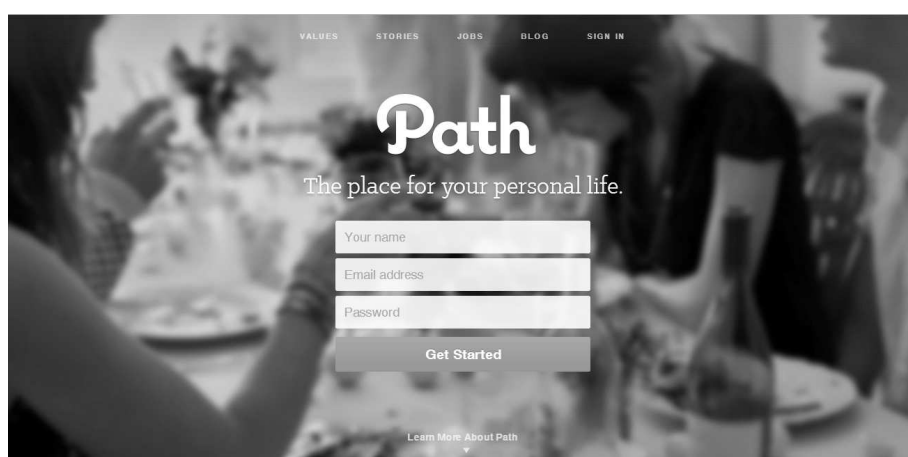 VALUES STORIES JOBS BLOG SIGN IN
Path
The place for your personal life.
Your name
Email address
Password
Get Started
Learn More About Path